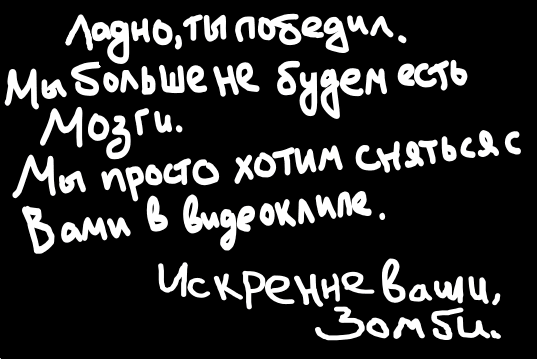 Ладно, ты победил.
Мы больше не будем есть
Мозги.
Мы просто хотим сняться с
Вами в видеоклипе.
Искренне ваши,
Зомби.